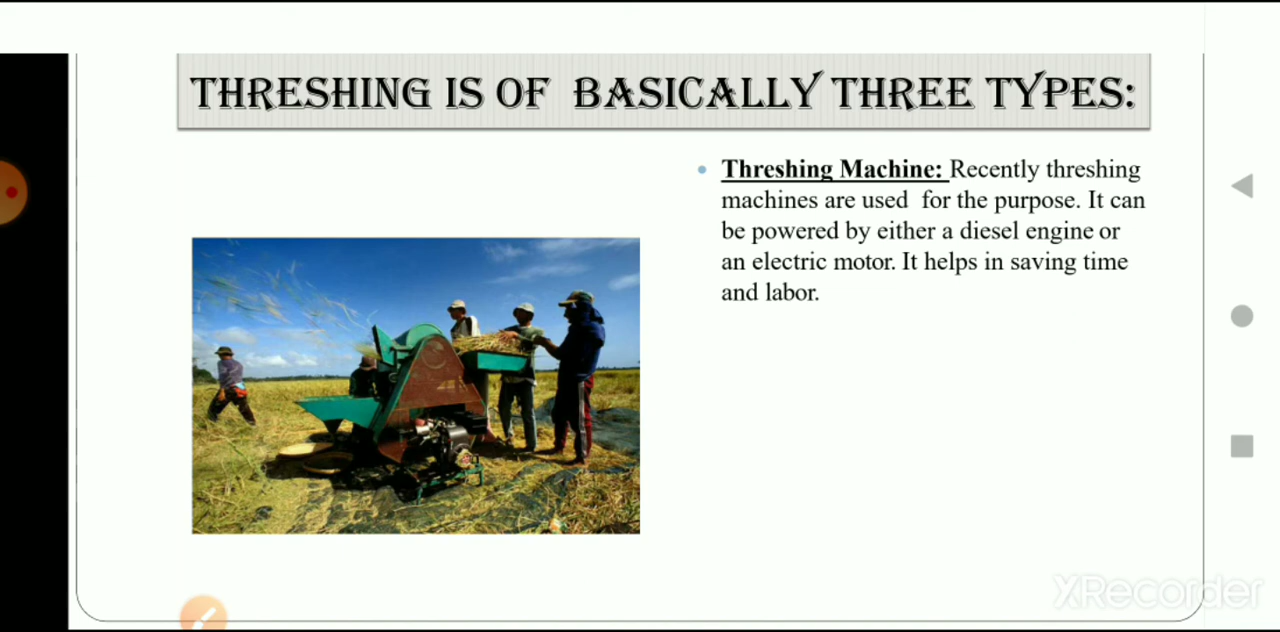 THRESHING IS OF BASICALLY THREE TYPES:
Threshing Machine: Recently threshing
machines are used for the purpose. It can
be powered by either a diesel engine or
an electric motor. It helps in saving time
and labor.
XRecorder